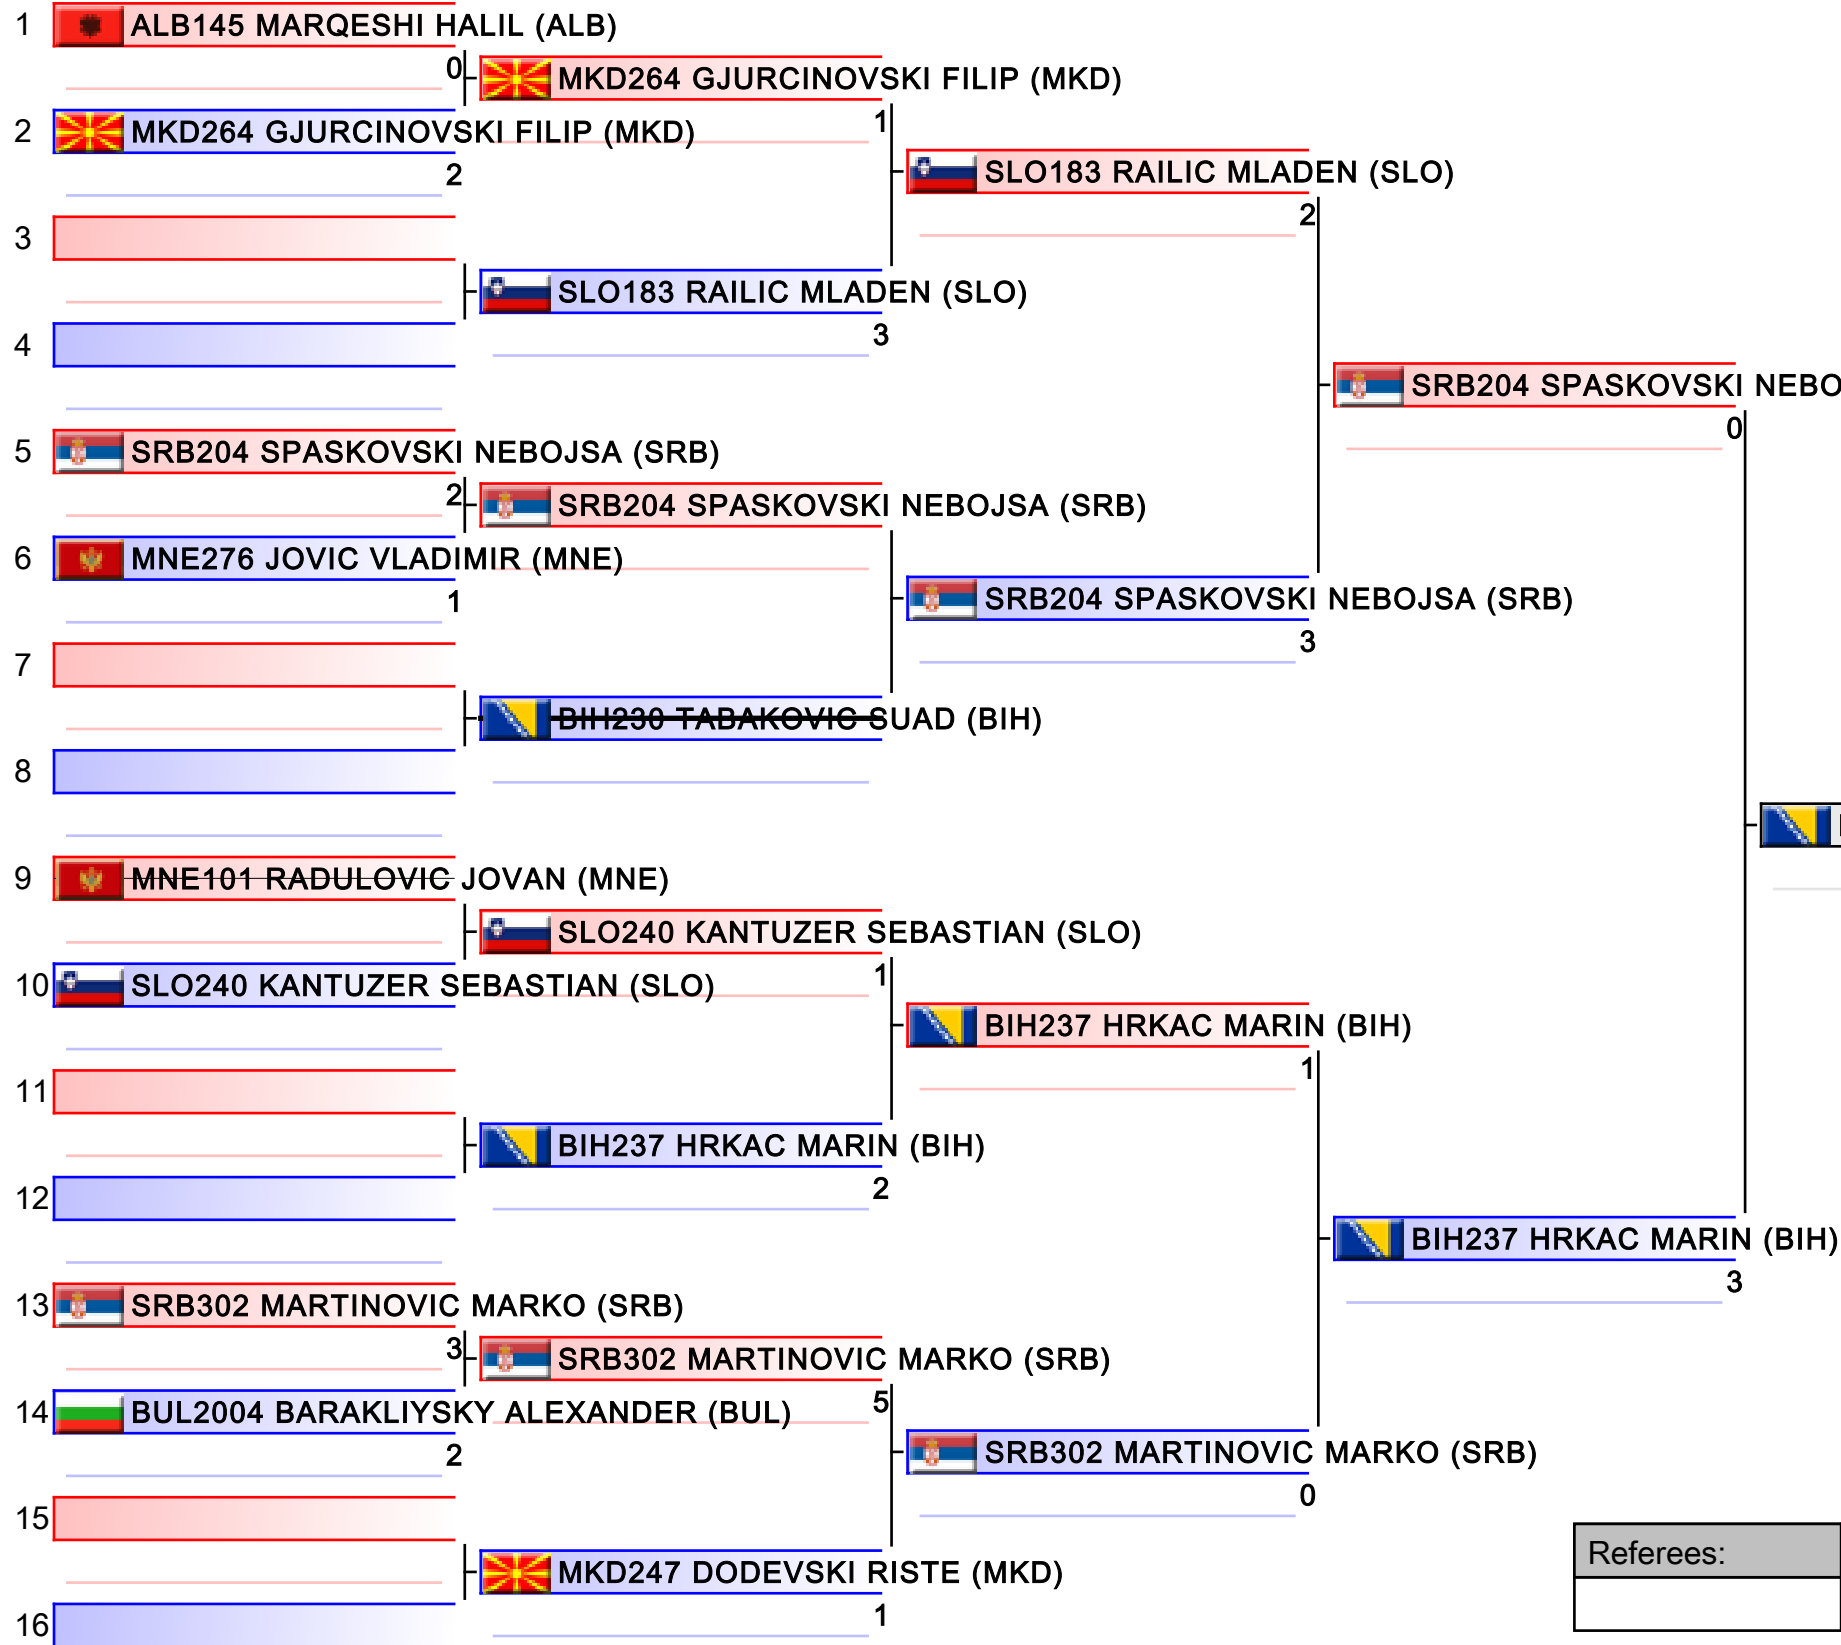 1 ALB145 MARQESHI HALIL (ALB)
0
MKD264 GJURCINOVSKI FILIP (MKD)
1
2 MKD264 GJURCINOVSKI FILIP (MKD)
2
SLO183 RAILIC MLADEN (SLO)
2
3
SLO183 RAILIC MLADEN (SLO)
3
4
SRB204 SPASKOVSKI NEBO
0
5 SRB204 SPASKOVSKI NEBOJSA (SRB)
2
SRB204 SPASKOVSKI NEBOJSA (SRB)
6 MNE276 JOVIC VLADIMIR (MNE)
1
SRB204 SPASKOVSKI NEBOJSA (SRB)
3
7
BIH230 TABAKOVIC SUAD (BIH)
8
9 MNE101 RADULOVIC JOVAN (MNE)
SLO240 KANTUZER SEBASTIAN (SLO)
1
10 SLO240 KANTUZER SEBASTIAN (SLO)
BIH237 HRKAC MARIN (BIH)
1
11
BIH237 HRKAC MARIN (BIH)
2
12
BIH237 HRKAC MARIN (BIH)
3
13 SRB302 MARTINOVIC MARKO (SRB)
3
SRB302 MARTINOVIC MARKO (SRB)
5
14 BUL2004 BARAKLIYSKY ALEXANDER (BUL)
2
SRB302 MARTINOVIC MARKO (SRB)
0
15
MKD247 DODEVSKI RISTE (MKD)
1
16
Referees: